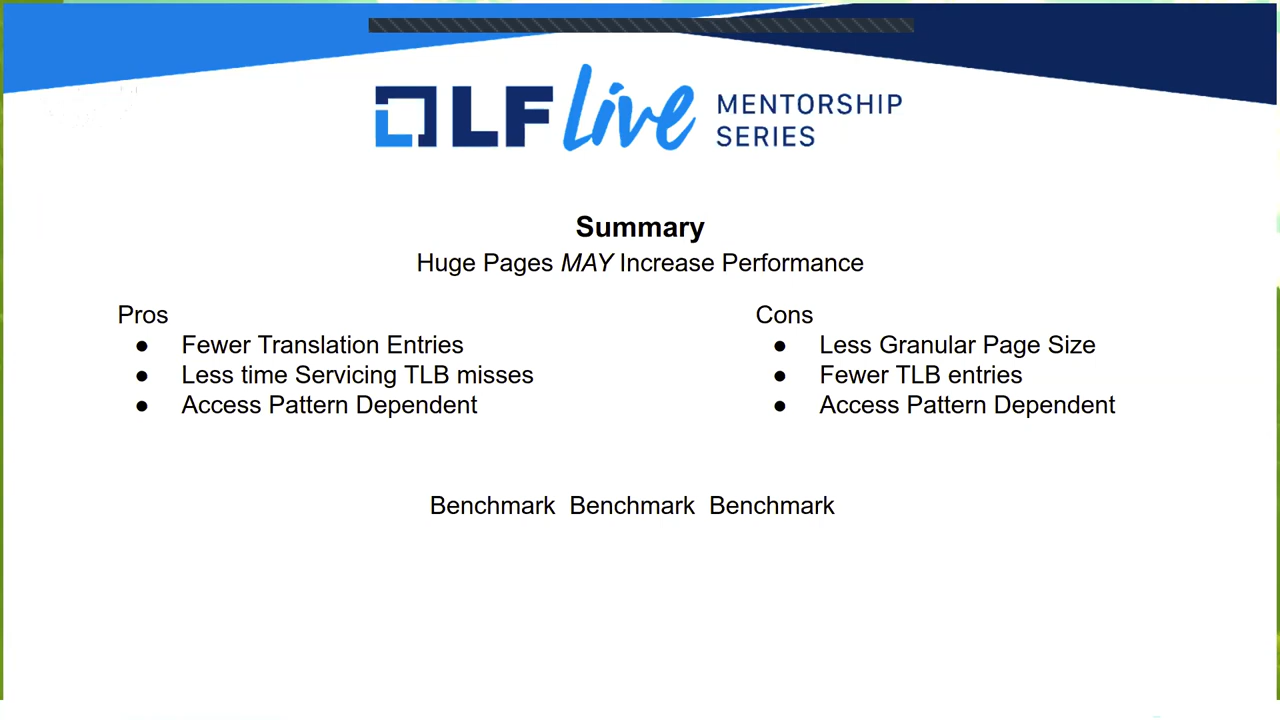 LF Live MENTORSHIP
SERIES
Summary
Huge Pages MAY Increase Performance
Pros
● Fewer Translation Entries
● Less time Servicing TLB misses
● Access Pattern Dependent
Cons
● Less Granular Page Size
● Fewer TLB entries
● Access Pattern Dependent
Benchmark Benchmark Benchmark